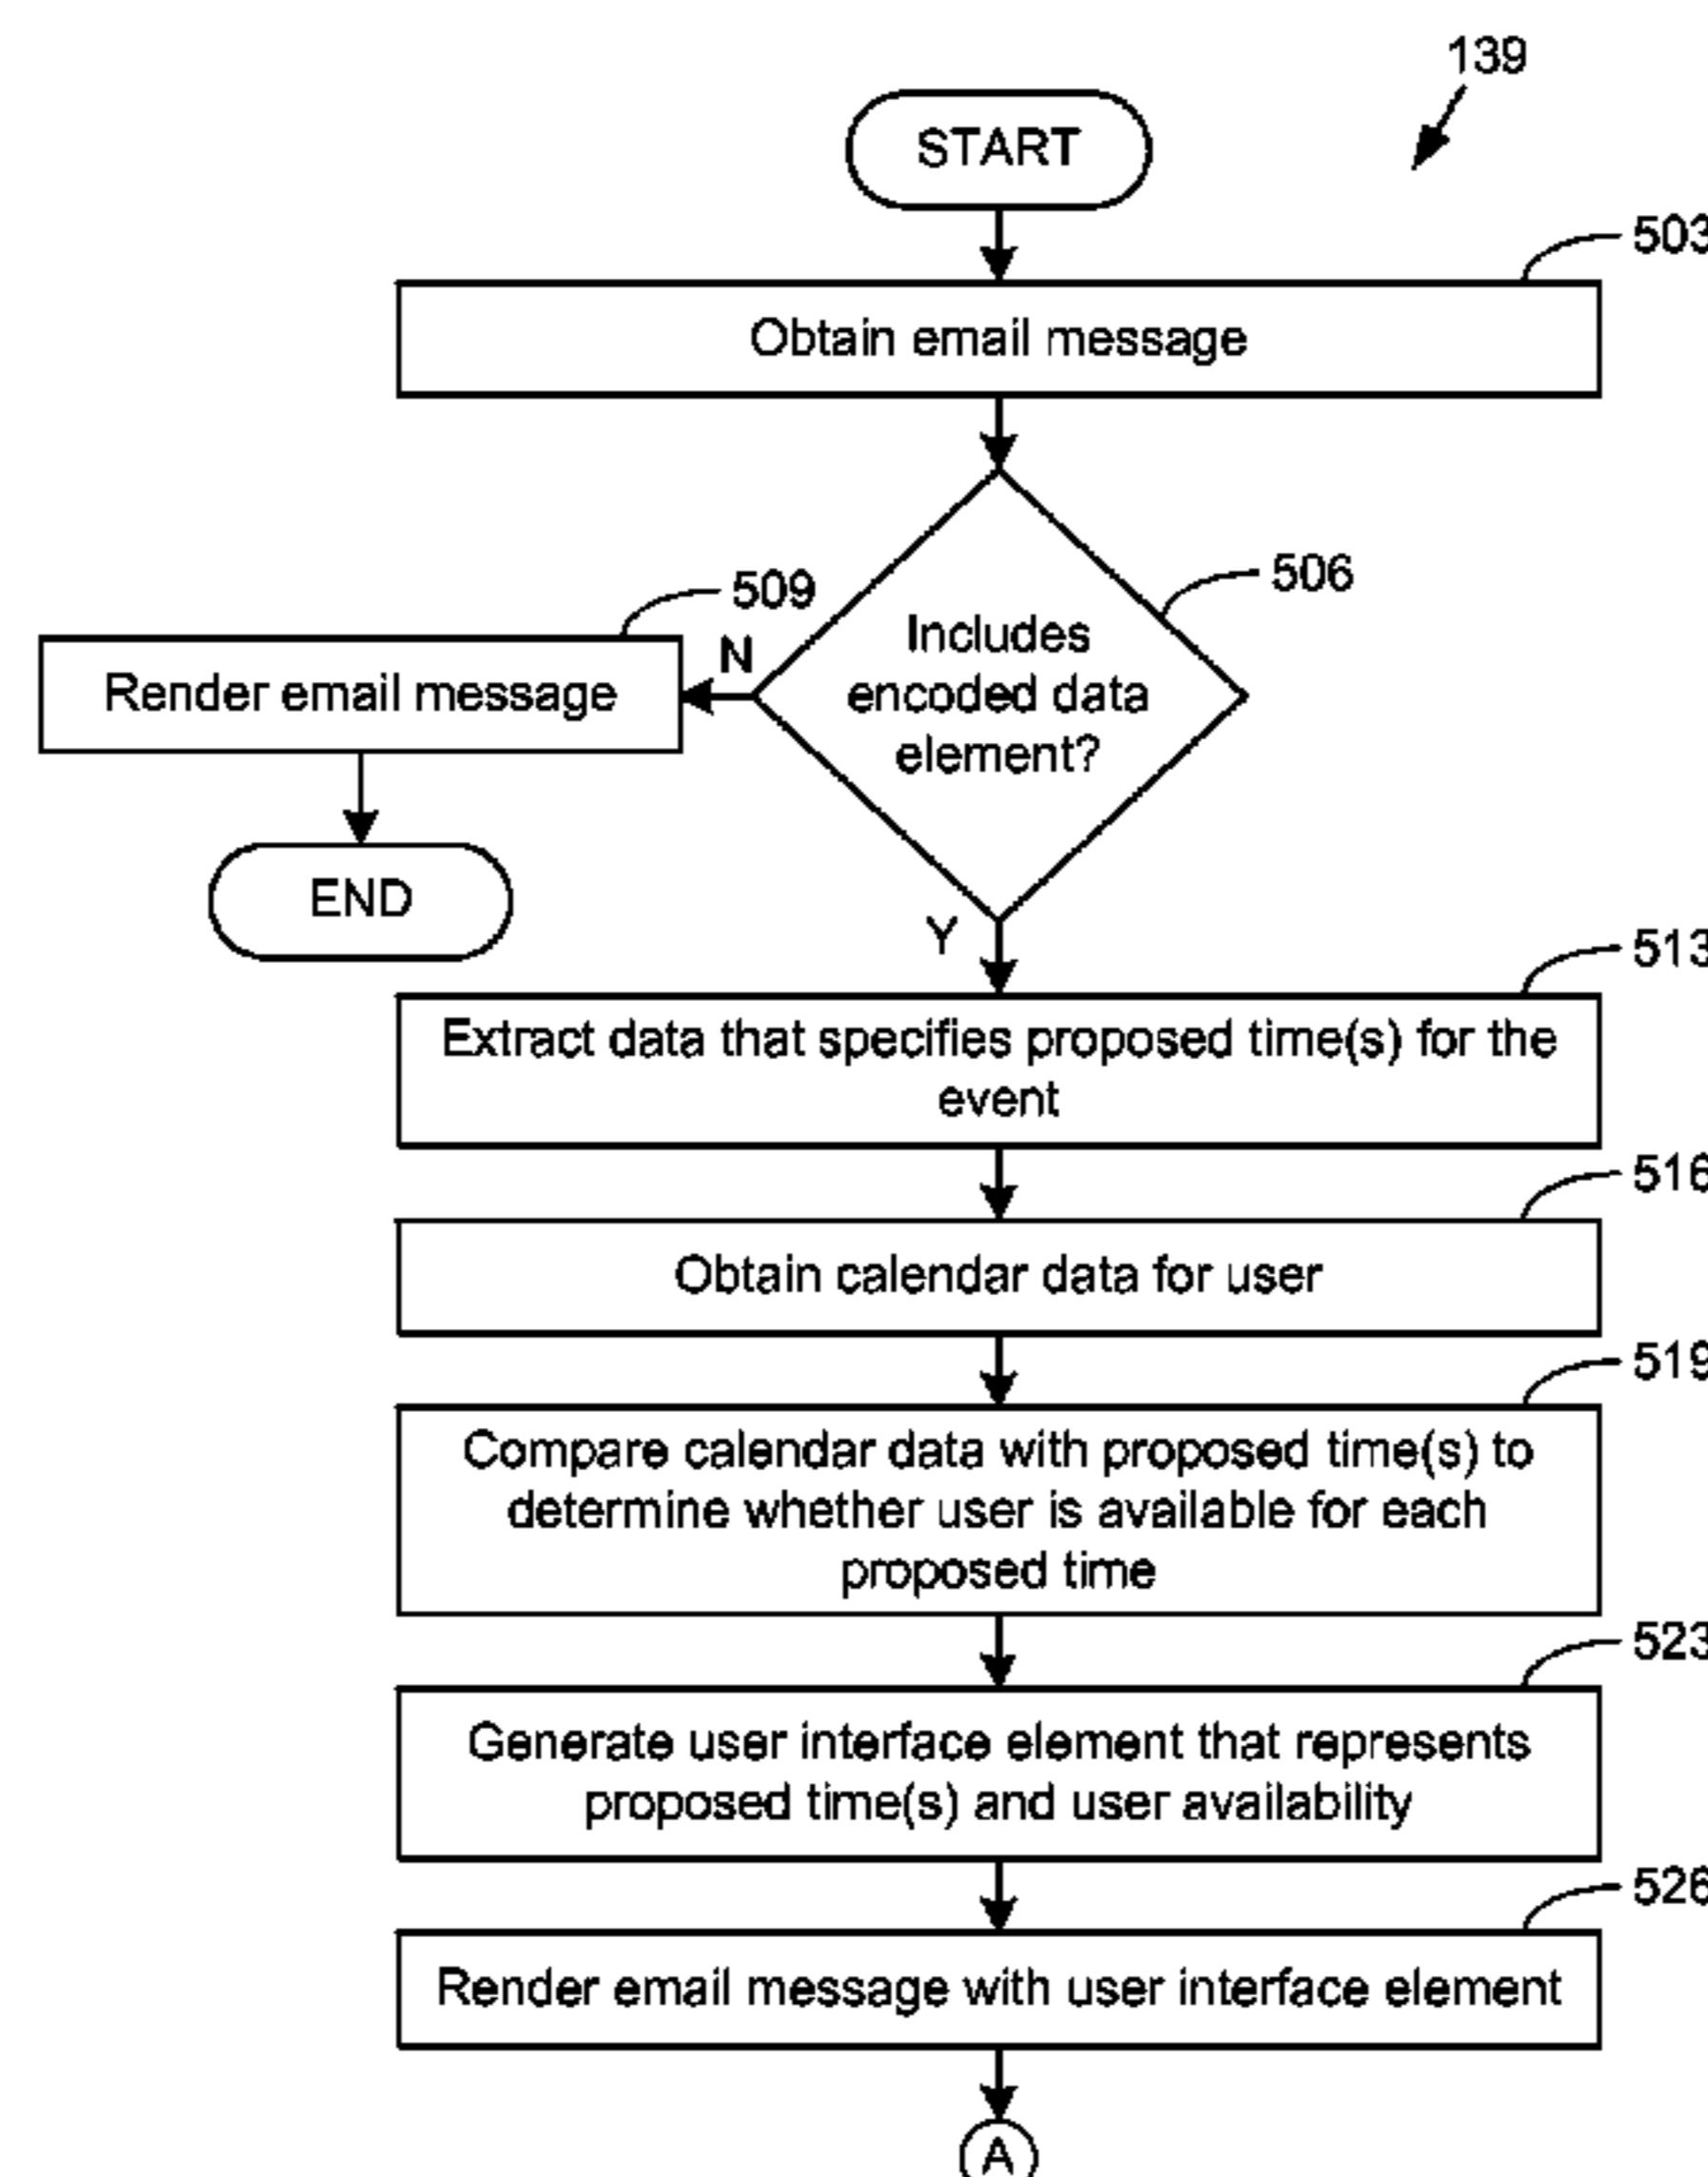 139
START
503
Obtain email message
506
Includes
encoded data
element?
509
N
Render email message
END
Y
513
Extract data that specifies proposed time(s) for the
event
516
Obtain calendar data for user
519
Compare calendar data with proposed time(s) to
determine whether user is available for each
proposed time
523
Generate user interface element that represents
proposed time(s) and user availability
526
Render email message with user interface element
A